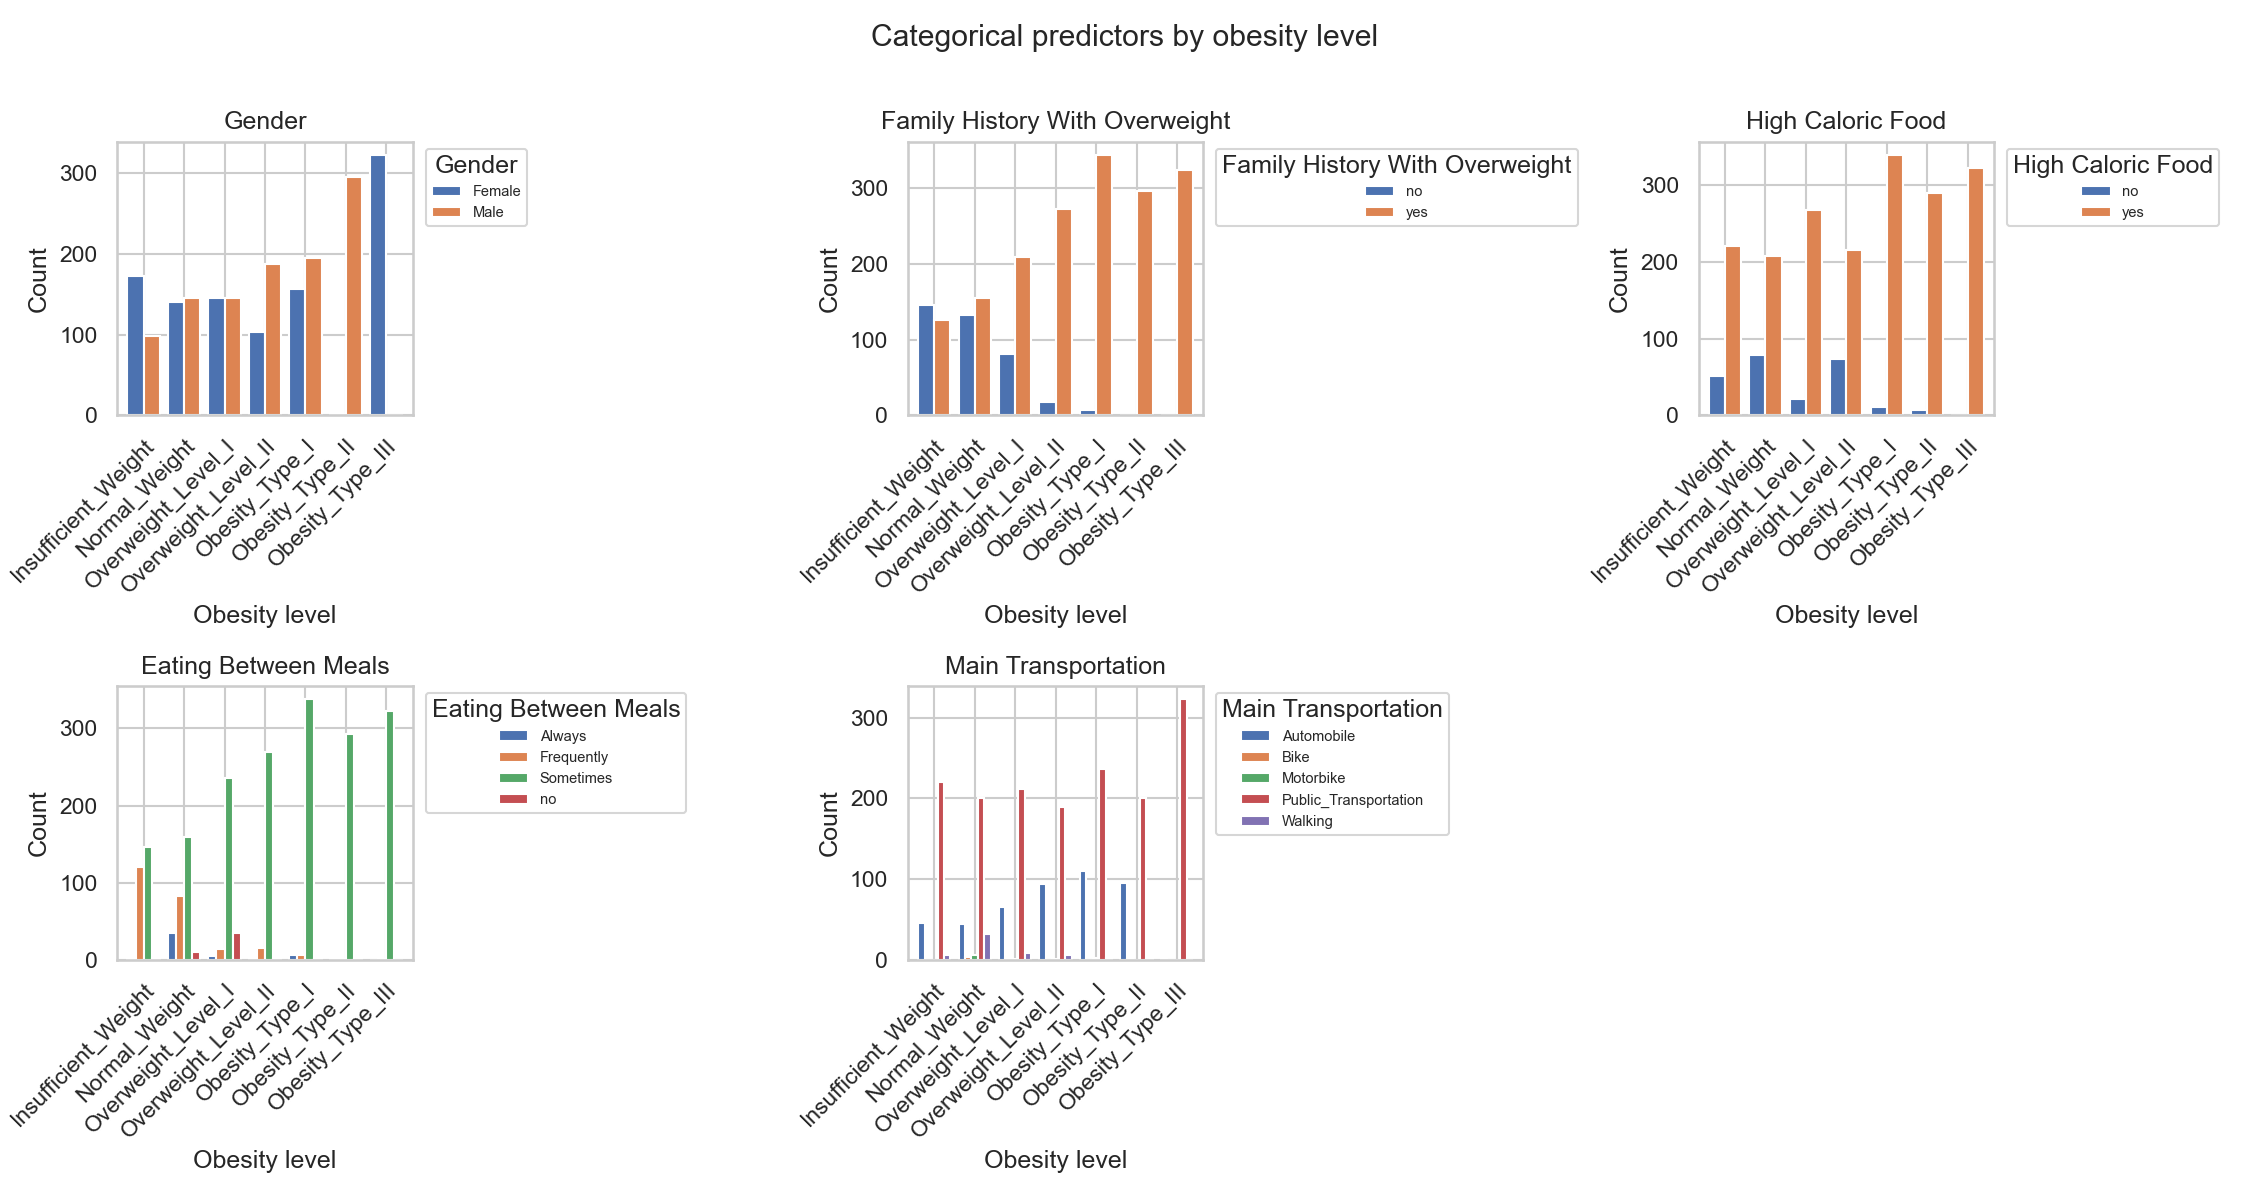 Categorical predictors by obesity level
Gender
Count
300
200
100
0
Insufficient_Weight
Normal_Weight
Overweight_Level_I
Overweight_Level_II
Obesity_Type_I
Obesity_Type_II
Obesity_Type_III
Obesity level
Gender
Female
Male
Family History With Overweight
Count
300
200
100
0
Insufficient_Weight
Normal_Weight
Overweight_Level_I
Overweight_Level_II
Obesity_Type_I
Obesity_Type_II
Obesity_Type_III
Obesity level
Family History With Overweight
no
yes
High Caloric Food
Count
300
200
100
0
Insufficient_Weight
Normal_Weight
Overweight_Level_I
Overweight_Level_II
Obesity_Type_I
Obesity_Type_II
Obesity_Type_III
Obesity level
High Caloric Food
no
yes
Eating Between Meals
Count
300
200
100
0
Insufficient_Weight
Normal_Weight
Overweight_Level_I
Overweight_Level_II
Obesity_Type_I
Obesity_Type_II
Obesity_Type_III
Obesity level
Eating Between Meals
Always
Frequently
Sometimes
no
Main Transportation
Count
300
200
100
0
Insufficient_Weight
Normal_Weight
Overweight_Level_I
Overweight_Level_II
Obesity_Type_I
Obesity_Type_II
Obesity_Type_III
Obesity level
Main Transportation
Automobile
Bike
Motorbike
Public_Transportation
Walking